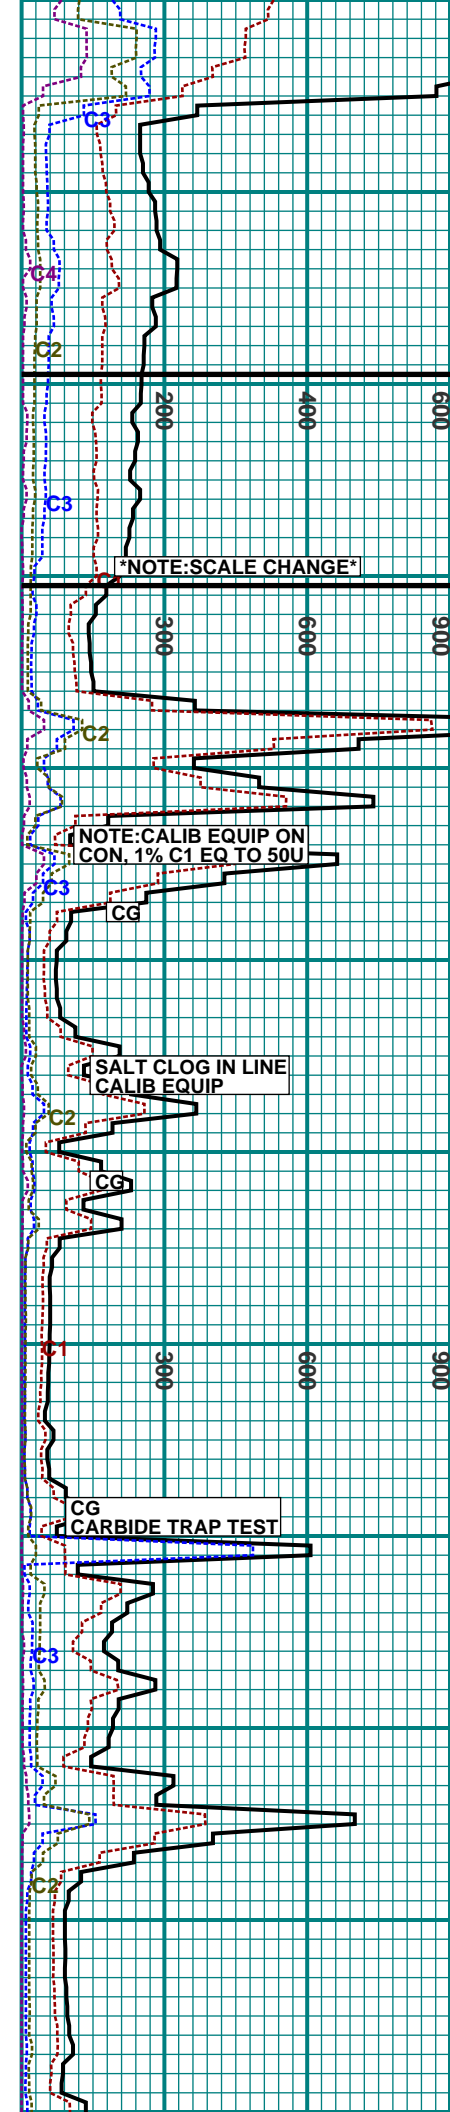 C3
C4
C2
200 400 600
C3
*NOTE:SCALE CHANGE*
300 600 900
C2
NOTE:CALIB EQUIP ON
CON, 1% C1 EQ TO 50U
C3
CG
SALT CLOG IN LINE
CALIB EQUIP
C2
CG
C1
300 600 900
CG
CARBIDE TRAP TEST
C3
C2